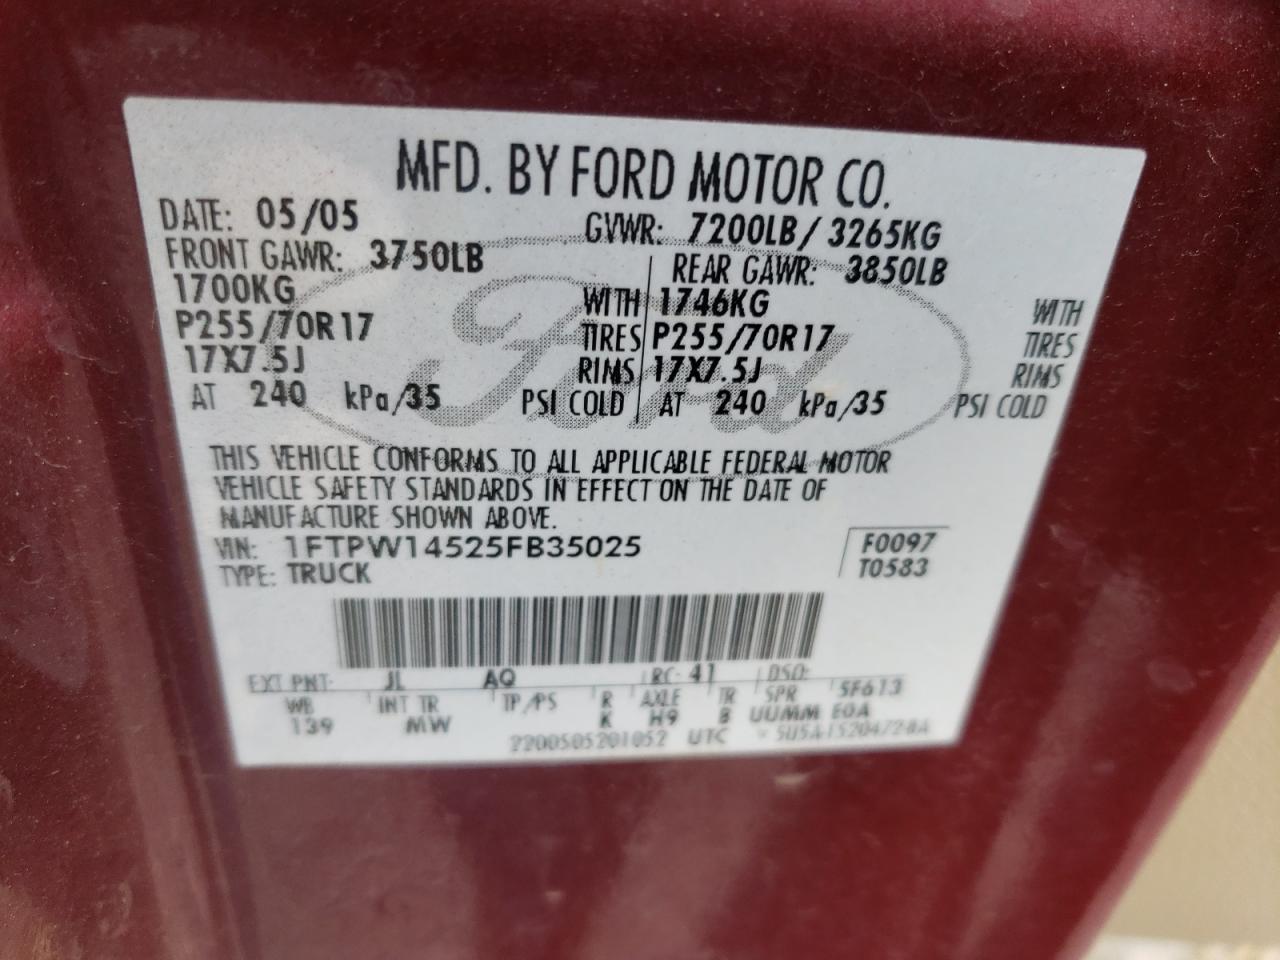 MFD. BY FORD MOTOR CO.
DATE: 05/05 GVWR: 7200LB/ 3265KG
FRONT GAWR: 3750LB REAR GAWR: 3850LB
1700KG WITH 1746KG WITH
P255/70R17 TIRES P255/70R17 TIRES
17X7.5J RIMS 17X7.5J RIMS
AT 240 kPa/35 PSI COLD AT 240 kPa/35 PSI COLD
Ford
THIS VEHICLE CONFORMS TO ALL APPLICABLE FEDERAL MOTOR
VEHICLE SAFETY STANDARDS IN EFFECT ON THE DATE OF
MANUFACTURE SHOWN ABOVE.
VIN: 1FTPW14525FB35025 F0097
TYPE: TRUCK T0583
EXT PNT: JL AQ RC: 41 DSO:
WB INT TR TP/PS R AXLE TR SPR 5F613
139 MW K H9 B UUMM E0A
2200505201052 UTC